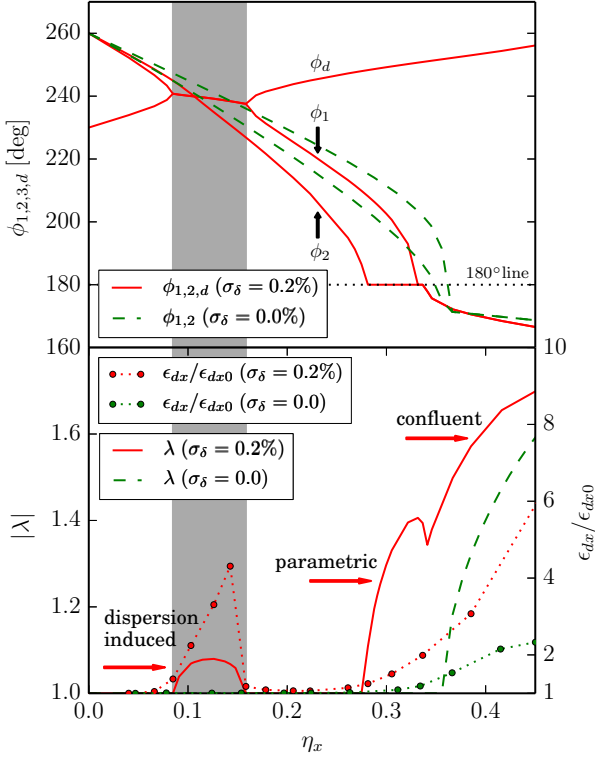 260
240
220
200
180
160
ϕ1,2,3,d [deg]
ϕd
ϕ1
ϕ2
180° line
ϕ1,2,d (σδ = 0.2%)
ϕ1,2 (σδ = 0.0%)
ϵdx/ϵdx0 (σδ = 0.2%)
ϵdx/ϵdx0 (σδ = 0.0)
λ (σδ = 0.2%)
λ (σδ = 0.0)
confluent
parametric
dispersion
induced
1.6
1.4
1.2
1.0
|λ|
10
8
6
4
2
1
ϵdx/ϵdx0
0.0 0.1 0.2 0.3 0.4
ηx